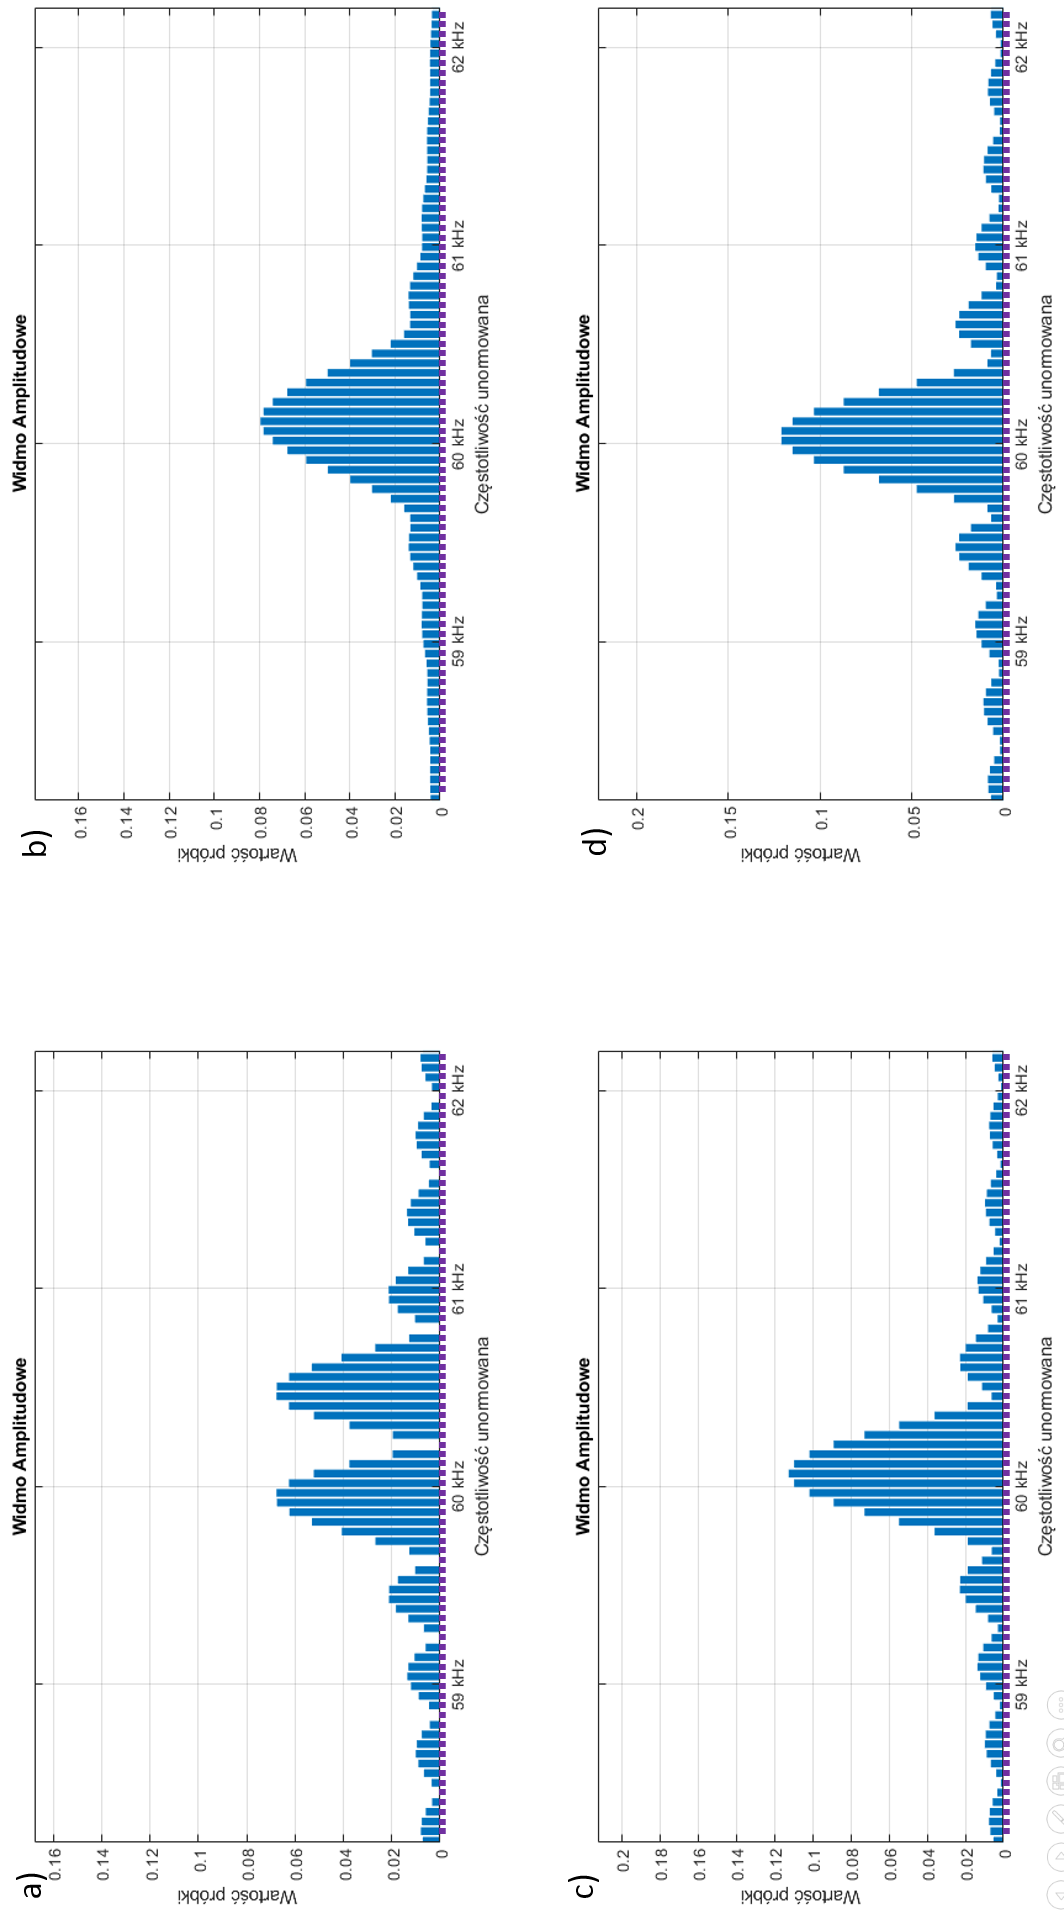 a)
Widmo Amplitudowe
0.16
0.14
0.12
0.1
0.08
0.06
0.04
0.02
0
Wartość próbki
59 kHz 60 kHz 61 kHz 62 kHz
Częstotliwość unormowana
b)
Widmo Amplitudowe
0.16
0.14
0.12
0.1
0.08
0.06
0.04
0.02
0
Wartość próbki
59 kHz 60 kHz 61 kHz 62 kHz
Częstotliwość unormowana
c)
Widmo Amplitudowe
0.2
0.18
0.16
0.14
0.12
0.1
0.08
0.06
0.04
0.02
0
Wartość próbki
59 kHz 60 kHz 61 kHz 62 kHz
Częstotliwość unormowana
d)
Widmo Amplitudowe
0.2
0.15
0.1
0.05
0
Wartość próbki
59 kHz 60 kHz 61 kHz 62 kHz
Częstotliwość unormowana